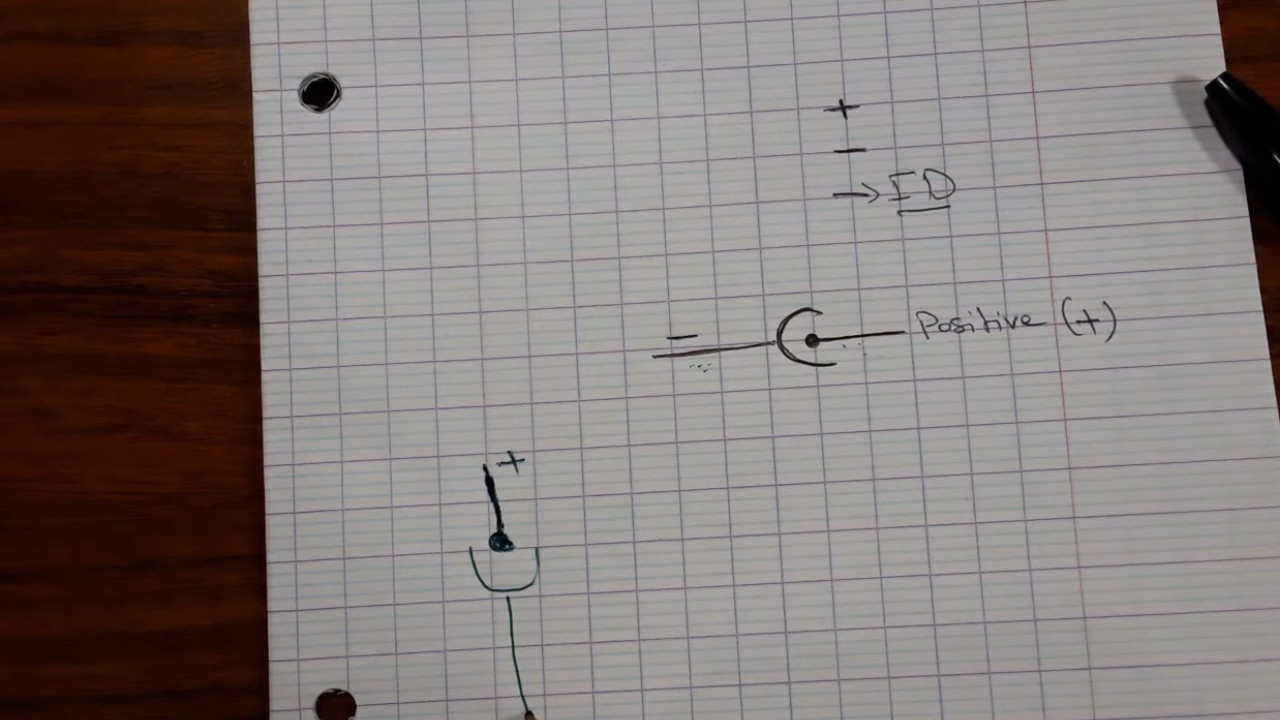 +
−
→ ID
− Positive (+)
+